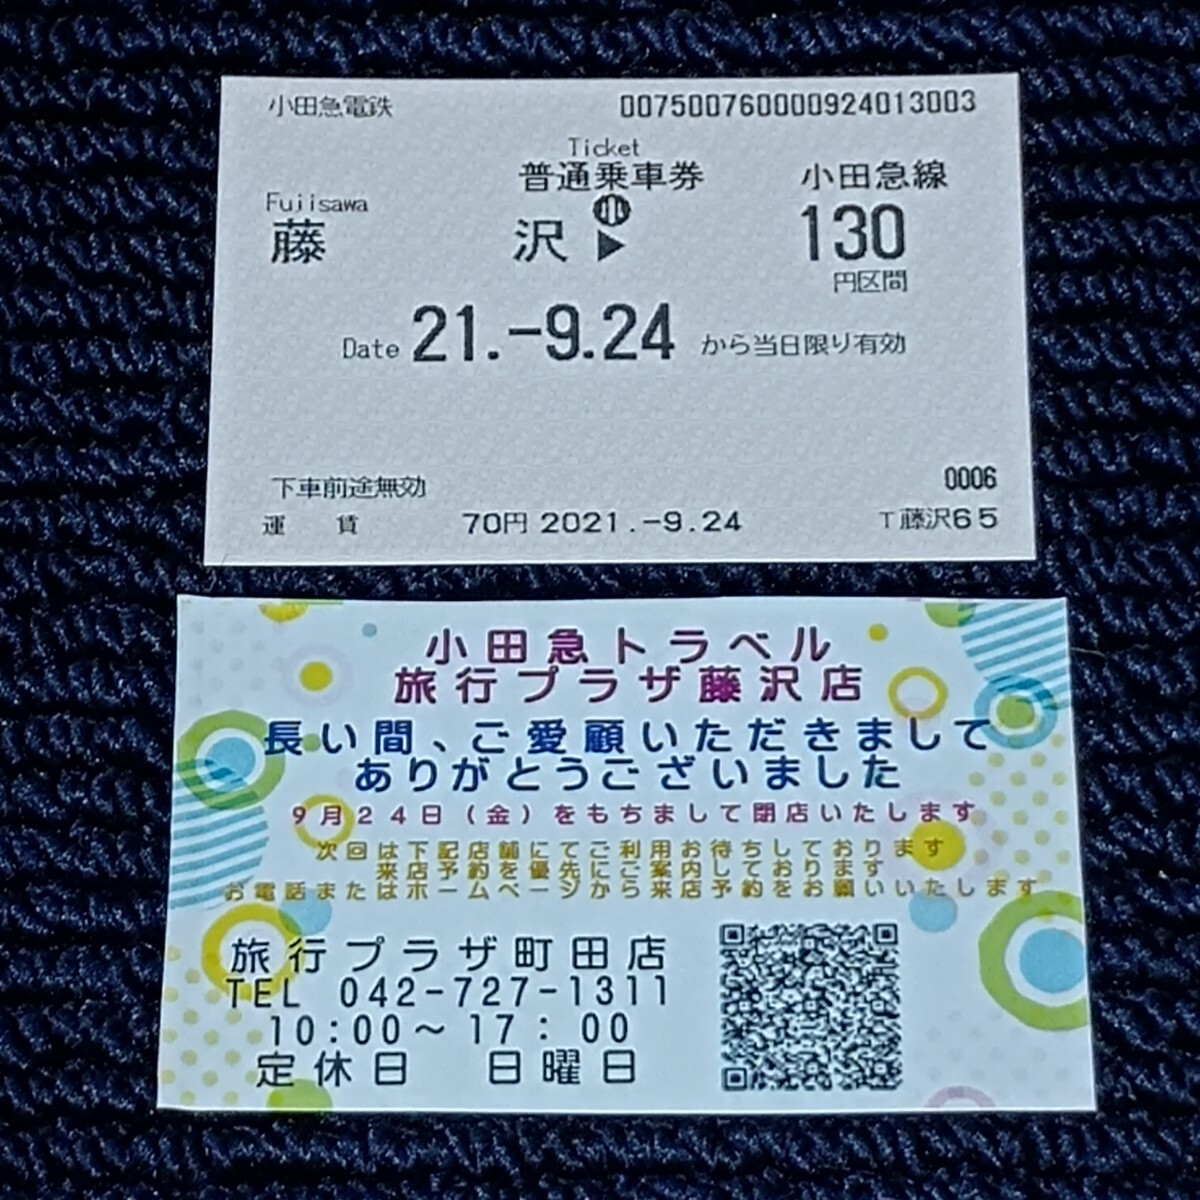 小田急電鉄 00750076000092401​3003
Ticket
普通乗車券 小田急線
Fujisawa 小
藤 沢 ▶ 130
円区間
Date 21.-9.24 から当日限り有効
下車前途無効 0006
運 賃 70円 2021.-9.24 T藤沢65
小田急トラベル
旅行プラザ藤沢店
長い間、ご愛顧いただきまして
ありがとうございました
9月24日(金)をもちまして閉店いたします
次回は下記店舗にてご利用お待ちしております
来店予約を優先にご案内しております
お電話またはホームページから来店予約をお願いいたします
旅行プラザ町田店
TEL 042-727-1311
10:00～17:00
定休日 日曜日